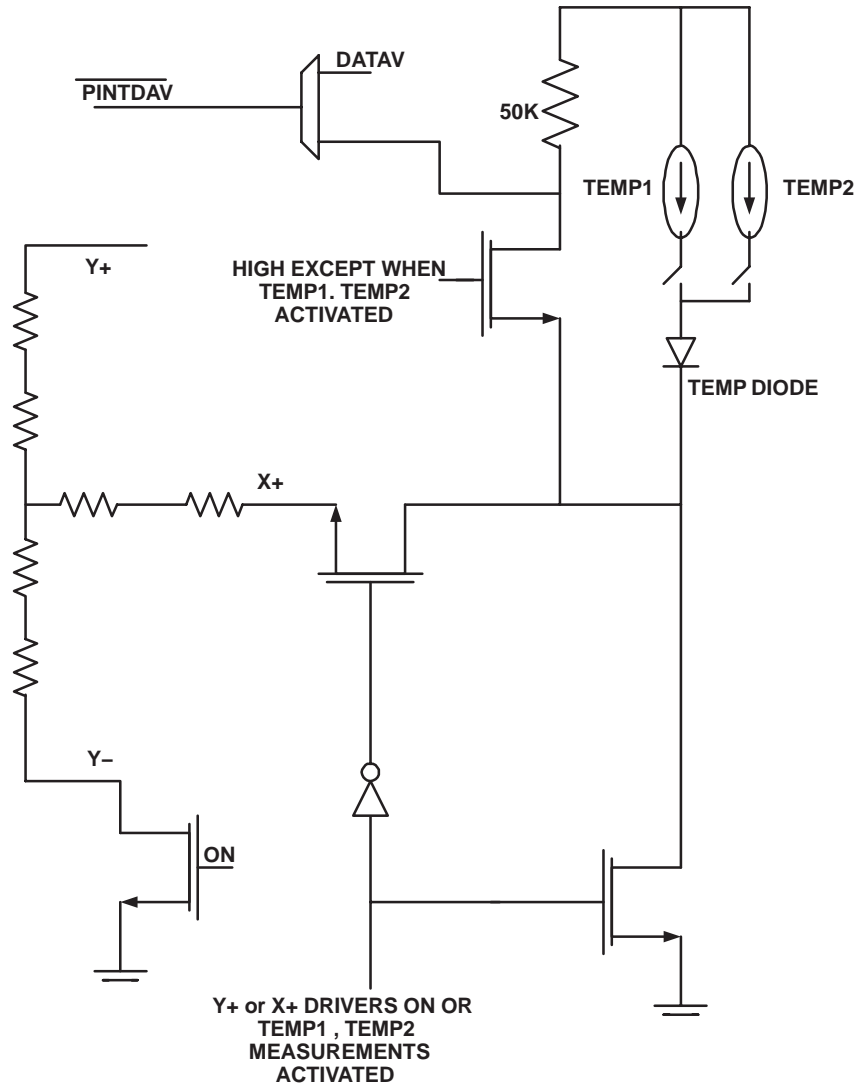 DATAV
PINTDAV
50K
TEMP1
TEMP2
Y+
HIGH EXCEPT WHEN
TEMP1. TEMP2
ACTIVATED
TEMP DIODE
X+
Y–
ON
Y+ or X+ DRIVERS ON OR
TEMP1 , TEMP2
MEASUREMENTS
ACTIVATED